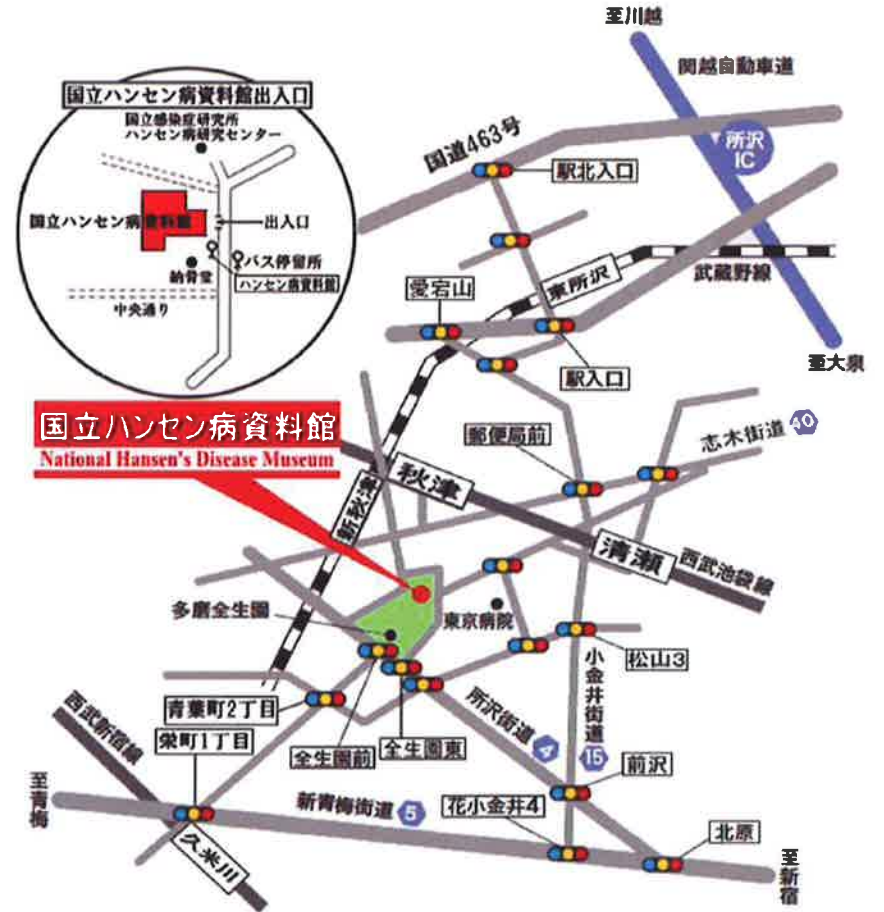 至川越
関越自動車道
国立ハンセン病資料館出入口
国立感染症研究所
ハンセン病研究センター
国道463号
所沢
IC
駅北入口
国立ハンセン病資料館
出入口
バス停留所
納骨堂
ハンセン病資料館
中央通り
東所沢
武蔵野線
愛宕山
駅入口
至大泉
国立ハンセン病資料館
National Hansen's Disease Museum
郵便局前
志木街道
40
秋津
新秋津
清瀬
西武池袋線
多磨全生園
東京病院
松山3
小金井街道
15
青葉町2丁目
全生園前
全生園東
所沢街道
4
西武新宿線
栄町1丁目
前沢
至青梅
新青梅街道
5
花小金井4
北原
久米川
至新宿